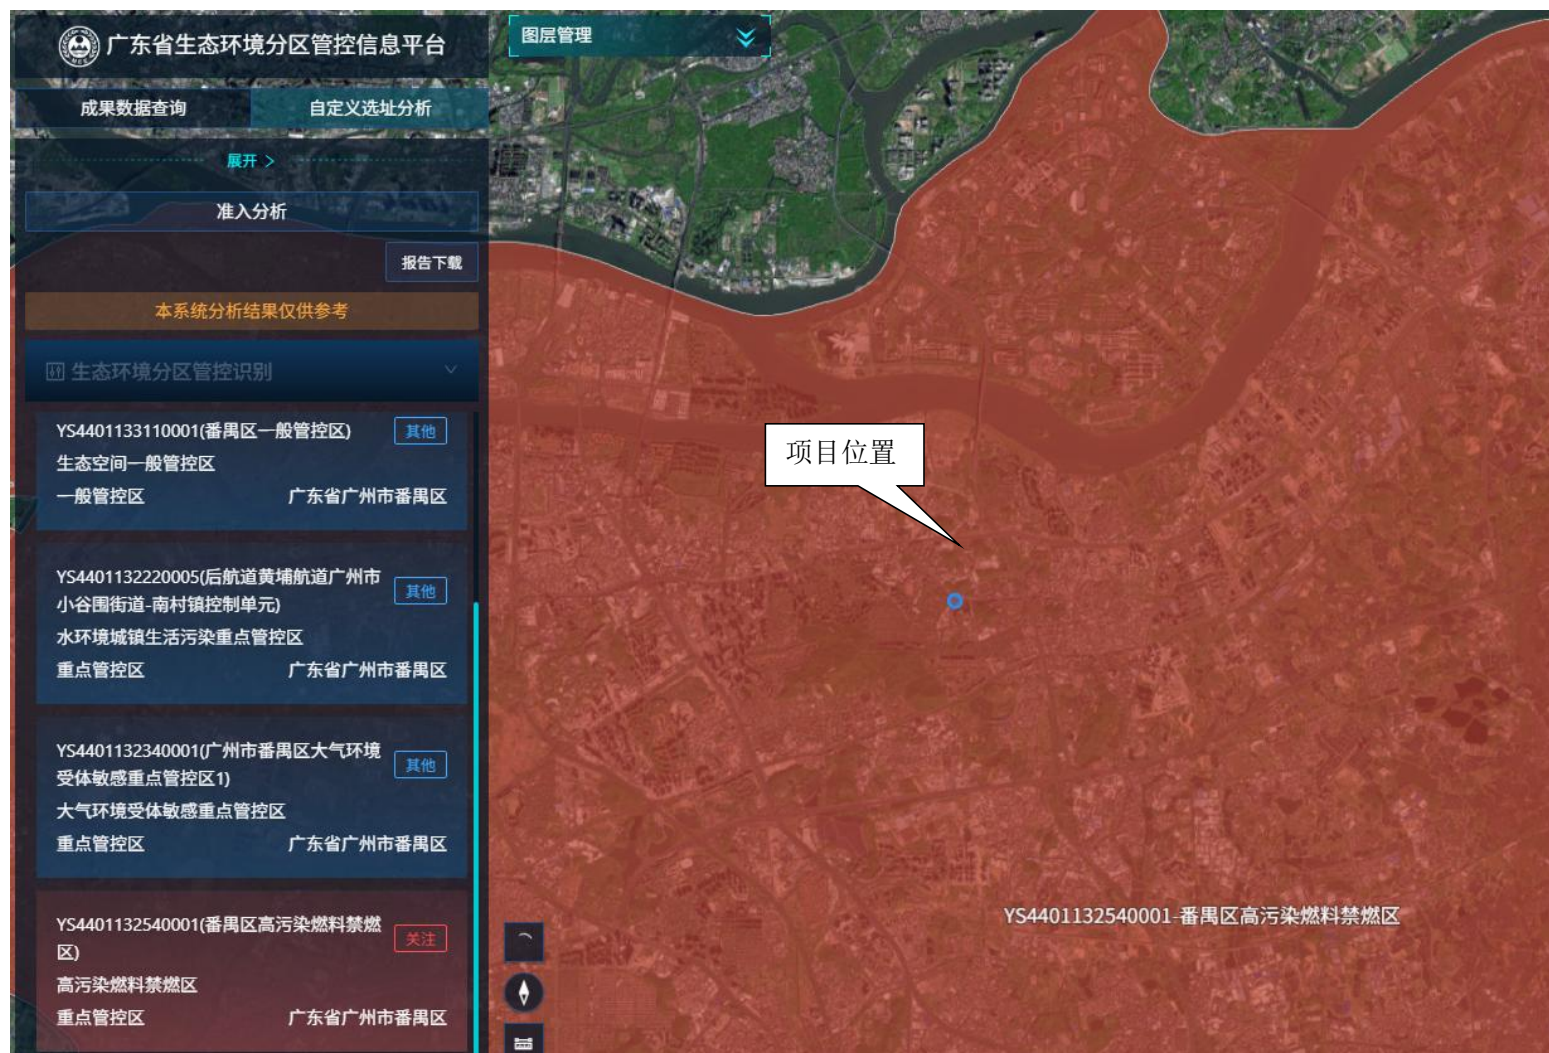 广东省生态环境分区管控信息平台
图层管理
成果数据查询
自定义选址分析
展开 >
准入分析
报告下载
本系统分析结果仅供参考
生态环境分区管控识别
YS4401133110001(番禺区一般管控区)
其他
生态空间一般管控区
一般管控区
广东省广州市番禺区
YS4401132220005(后航道黄埔航道广州市
小谷围街道-南村镇控制单元)
其他
水环境城镇生活污染重点管控区
重点管控区
广东省广州市番禺区
YS4401132340001(广州市番禺区大气环境
受体敏感重点管控区1)
其他
大气环境受体敏感重点管控区
重点管控区
广东省广州市番禺区
YS4401132540001(番禺区高污染燃料禁燃
区)
关注
高污染燃料禁燃区
重点管控区
广东省广州市番禺区
项目位置
YS4401132540001-番禺区高污染燃料禁燃区